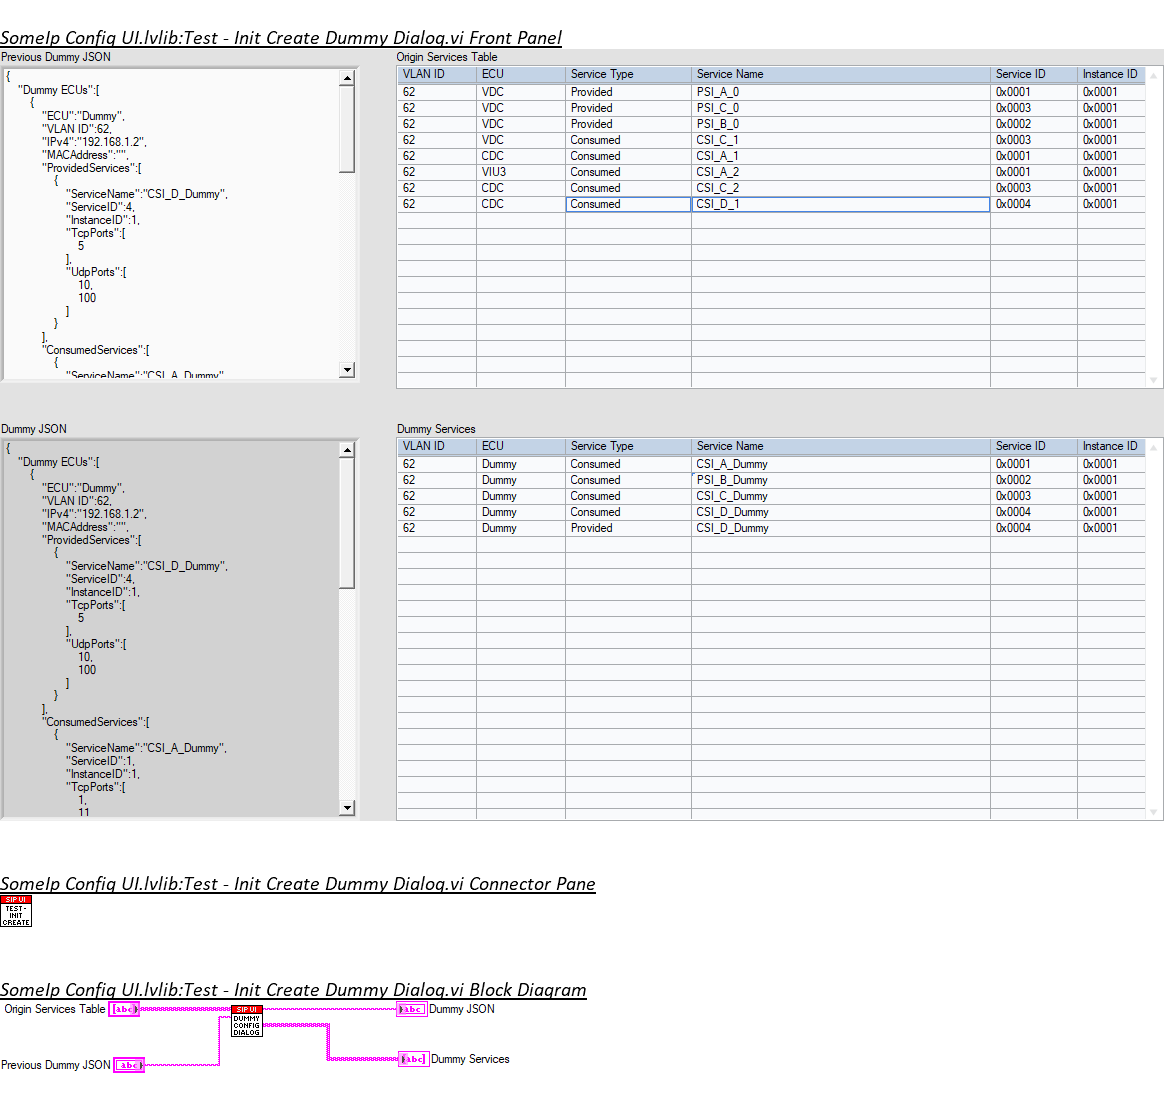 SomeIp Config UI.lvlib:Test - Init Create Dummy Dialog.vi Front Panel
Previous Dummy JSON
{
"Dummy ECUs":[
{
"ECU":"Dummy",
"VLAN ID":62,
"IPv4":"192.168.1.2",
"MACAddress":"",
"ProvidedServices":[
{
"ServiceName":"CSI_D_Dummy",
"ServiceID":4,
"InstanceID":1,
"TcpPorts":[
5
],
"UdpPorts":[
10,
100
]
}
],
"ConsumedServices":[
{
"ServiceName":"CSI_A_Dummy"
Origin Services Table
VLAN ID ECU Service Type Service Name Service ID Instance ID
62 VDC Provided PSI_A_0 0x0001 0x0001
62 VDC Provided PSI_C_0 0x0003 0x0001
62 VDC Provided PSI_B_0 0x0002 0x0001
62 VDC Consumed CSI_C_1 0x0003 0x0001
62 CDC Consumed CSI_A_1 0x0001 0x0001
62 VIU3 Consumed CSI_A_2 0x0001 0x0001
62 CDC Consumed CSI_C_2 0x0003 0x0001
62 CDC Consumed CSI_D_1 0x0004 0x0001
Dummy JSON
{
"Dummy ECUs":[
{
"ECU":"Dummy",
"VLAN ID":62,
"IPv4":"192.168.1.2",
"MACAddress":"",
"ProvidedServices":[
{
"ServiceName":"CSI_D_Dummy",
"ServiceID":4,
"InstanceID":1,
"TcpPorts":[
5
],
"UdpPorts":[
10,
100
]
}
],
"ConsumedServices":[
{
"ServiceName":"CSI_A_Dummy",
"ServiceID":1,
"InstanceID":1,
"TcpPorts":[
1,
11
Dummy Services
VLAN ID ECU Service Type Service Name Service ID Instance ID
62 Dummy Consumed CSI_A_Dummy 0x0001 0x0001
62 Dummy Consumed PSI_B_Dummy 0x0002 0x0001
62 Dummy Consumed CSI_C_Dummy 0x0003 0x0001
62 Dummy Consumed CSI_D_Dummy 0x0004 0x0001
62 Dummy Provided CSI_D_Dummy 0x0004 0x0001
SomeIp Config UI.lvlib:Test - Init Create Dummy Dialog.vi Connector Pane
SIP UI
TEST -
INIT
CREATE
SomeIp Config UI.lvlib:Test - Init Create Dummy Dialog.vi Block Diagram
Origin Services Table [abc]
SIP UI
DUMMY
CONFIG
DIALOG
abc Dummy JSON
Previous Dummy JSON abc
[abc] Dummy Services